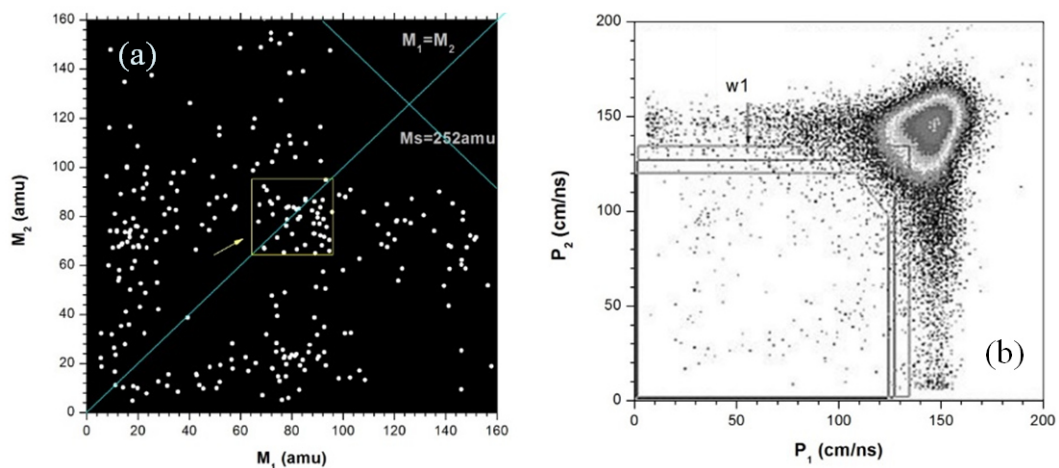 (a)
M₁=M₂
Ms=252amu
160
140
120
100
80
60
40
20
0
M₂ (amu)
0 20 40 60 80 100 120 140 160
M₁ (amu)
200
150
100
50
0
P₂ (cm/ns)
w1
(b)
0 50 100 150 200
P₁ (cm/ns)